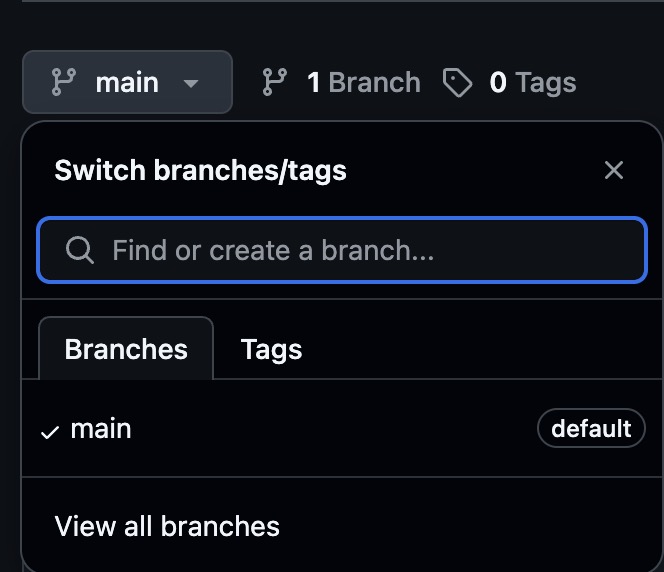 main 1 Branch 0 Tags
Switch branches/tags
Find or create a branch...
Branches Tags
main default
View all branches